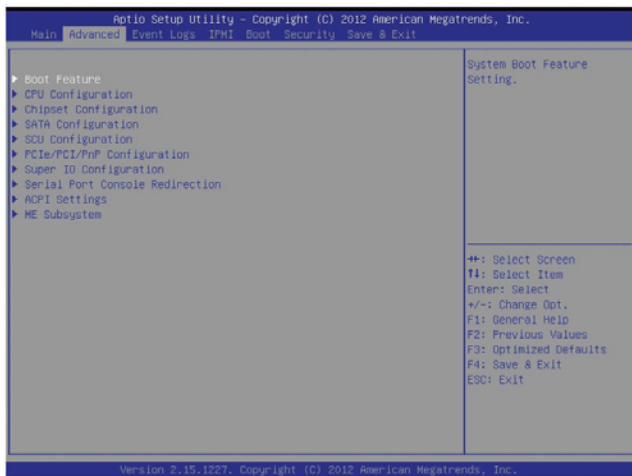 Aptio Setup Utility – Copyright (C) 2012 American Megatrends, Inc.
Main Advanced Event Logs IPMI Boot Security Save & Exit
▶ Boot Feature
▶ CPU Configuration
▶ Chipset Configuration
▶ SATA Configuration
▶ SCU Configuration
▶ PCIe/PCI/PnP Configuration
▶ Super IO Configuration
▶ Serial Port Console Redirection
▶ ACPI Settings
▶ ME Subsystem
System Boot Feature
Setting.
→←: Select Screen
↑↓: Select Item
Enter: Select
+/-: Change Opt.
F1: General Help
F2: Previous Values
F3: Optimized Defaults
F4: Save & Exit
ESC: Exit
Version 2.15.1227. Copyright (C) 2012 American Megatrends, Inc.